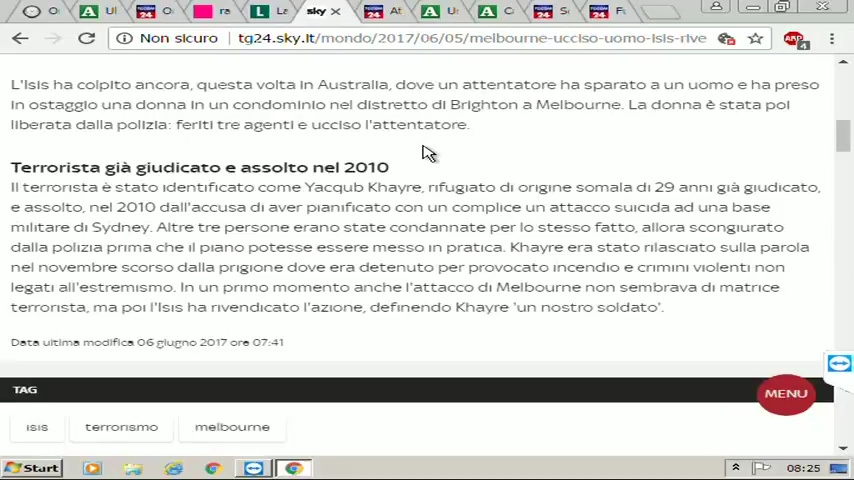 Ul
ra
La
sky
At
Un
Non sicuro
tg24.sky.it/mondo/2017/06/05/melbourne-ucciso-uomo-isis-rive
4
L'Isis ha colpito ancora, questa volta in Australia, dove un attentatore ha sparato a un uomo e ha preso
in ostaggio una donna in un condominio nel distretto di Brighton a Melbourne. La donna è stata poi
liberata dalla polizia: feriti tre agenti e ucciso l'attentatore.
Terrorista già giudicato e assolto nel 2010
Il terrorista è stato identificato come Yacqub Khayre, rifugiato di origine somala di 29 anni già giudicato,
e assolto, nel 2010 dall'accusa di aver pianificato con un complice un attacco suicida ad una base
militare di Sydney. Altre tre persone erano state condannate per lo stesso fatto, allora scongiurato
dalla polizia prima che il piano potesse essere messo in pratica. Khayre era stato rilasciato sulla parola
nel novembre scorso dalla prigione dove era detenuto per provocato incendio e crimini violenti non
legati all'estremismo. In un primo momento anche l'attacco di Melbourne non sembrava di matrice
terrorista, ma poi l'Isis ha rivendicato l'azione, definendo Khayre 'un nostro soldato'.
Data ultima modifica 06 giugno 2017 ore 07:41
TAG
MENU
isis
terrorismo
melbourne
Start
08:25